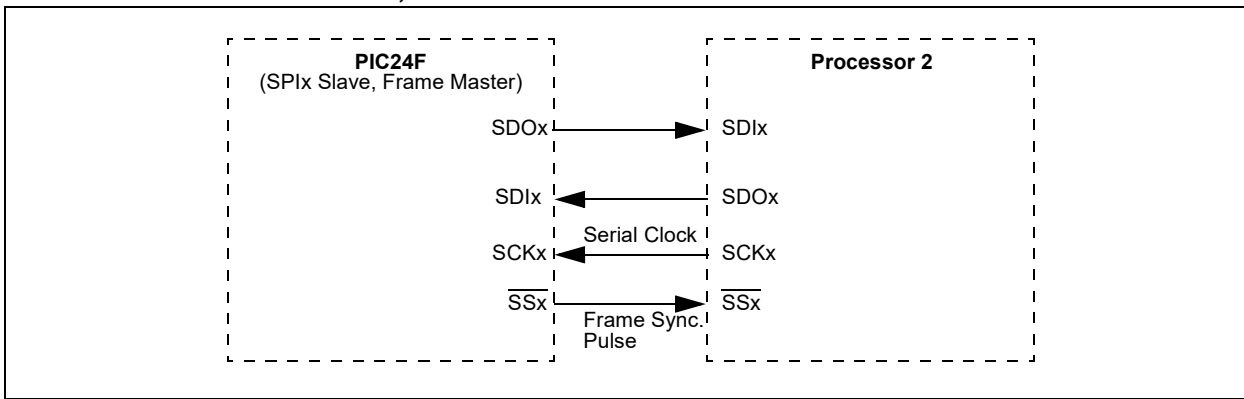 PIC24F
(SPIx Slave, Frame Master)
Processor 2
SDOx
SDIx
SDIx
SDOx
Serial Clock
SCKx
SCKx
SSx
SSx
Frame Sync.
Pulse